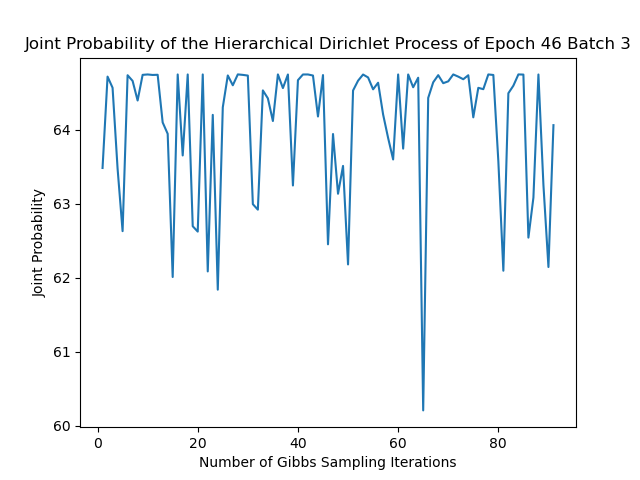 Joint Probability of the Hierarchical Dirichlet Process of Epoch 46 Batch 3
Joint Probability
64
63
62
61
60
0 20 40 60 80
Number of Gibbs Sampling Iterations